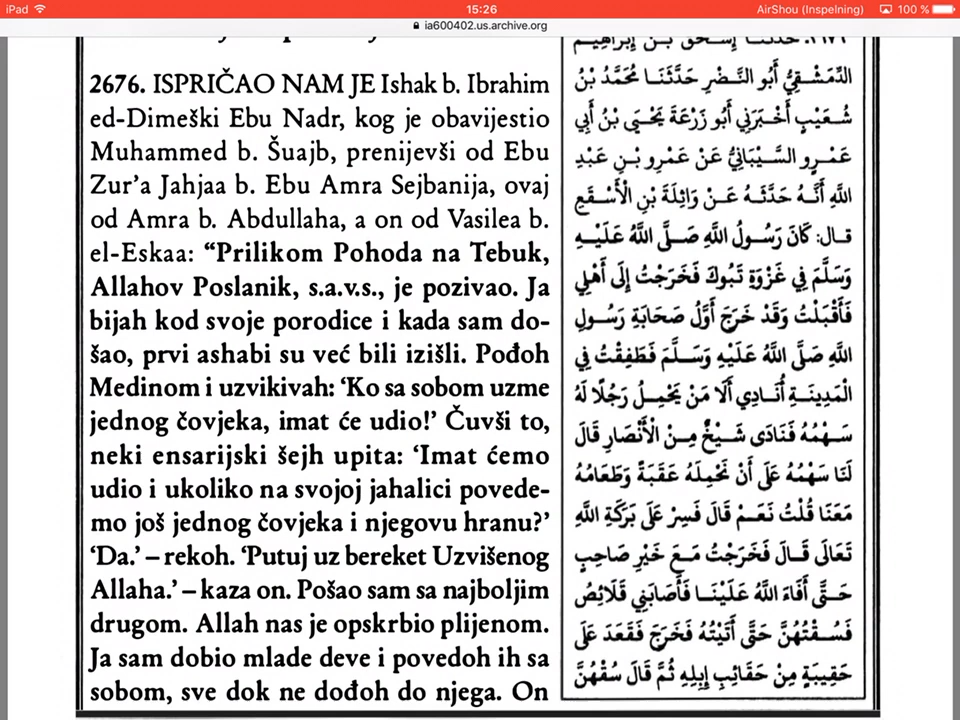 iPad
15:26
AirShou (Inspelning)
100 %
ia600402.us.archive.org
2676. ISPRIČAO NAM JE Ishak b. Ibrahim
ed-Dimeški Ebu Nadr, kog je obavijestio
Muhammed b. Šuajb, prenijevši od Ebu
Zur’a Jahjaa b. Ebu Amra Sejbanija, ovaj
od Amra b. Abdullaha, a on od Vasilea b.
el-Eskaa: “Prilikom Pohoda na Tebuk,
Allahov Poslanik, s.a.v.s., je pozivao. Ja
bijah kod svoje porodice i kada sam do-
šao, prvi ashabi su već bili izišli. Pođoh
Medinom i uzvikivah: ‘Ko sa sobom uzme
jednog čovjeka, imat će udio!’ Čuvši to,
neki ensarijski šejh upita: ‘Imat ćemo
udio i ukoliko na svojoj jahalici povede-
mo još jednog čovjeka i njegovu hranu?’
‘Da.’ – rekoh. ‘Putuj uz bereket Uzvišenog
Allaha.’ – kaza on. Pošao sam sa najboljim
drugom. Allah nas je opskrbio plijenom.
Ja sam dobio mlade deve i povedoh ih sa
sobom, sve dok ne dođoh do njega. On
٢٦٧٦. حَدَّثَنَا إِسْحَقُ بْنُ إِبْرَاهِيمَ
الدِّمَشْقِيُّ أَبُو النَّضْرِ حَدَّثَنَا مُحَمَّدُ بْنُ
شُعَيْبٍ أَخْبَرَنِي أَبُو زُرْعَةَ يَحْيَى بْنُ أَبِي
عَمْرٍو السَّيْبَانِيُّ عَنْ عَمْرِو بْنِ عَبْدِ
اللَّهِ أَنَّهُ حَدَّثَهُ عَنْ وَاثِلَةَ بْنِ الْأَسْقَعِ
قَالَ: كَانَ رَسُولُ اللَّهِ صَلَّى اللَّهُ عَلَيْهِ
وَسَلَّمَ فِي غَزْوَةِ تَبُوكَ فَخَرَجْتُ إِلَى أَهْلِي
فَأَقْبَلْتُ وَقَدْ خَرَجَ أَوَّلُ صَحَابَةِ رَسُولِ
اللَّهِ صَلَّى اللَّهُ عَلَيْهِ وَسَلَّمَ فَطَفِقْتُ فِي
الْمَدِينَةِ أُنَادِي أَلَا مَنْ يَحْمِلُ رَجُلًا لَهُ
سَهْمُهُ فَنَادَى شَيْخٌ مِنَ الْأَنْصَارِ قَالَ
لَنَا سَهْمُهُ عَلَى أَنْ نَحْمِلَهُ عَقَبَةً وَطَعَامُهُ
مَعَنَا قُلْتُ نَعَمْ قَالَ فَسِرْ عَلَى بَرَكَةِ اللَّهِ
تَعَالَى قَالَ فَخَرَجْتُ مَعَ خَيْرِ صَاحِبٍ
حَتَّى أَفَاءَ اللَّهُ عَلَيْنَا فَأَصَابَنِي قَلَائِصُ
فَسُقْتُهُنَّ حَتَّى أَتَيْتُهُ فَخَرَجَ فَقَعَدَ عَلَى
حَقِيبَةٍ مِنْ حَقَائِبِ إِبِلِهِ ثُمَّ قَالَ سُقْهُنَّ